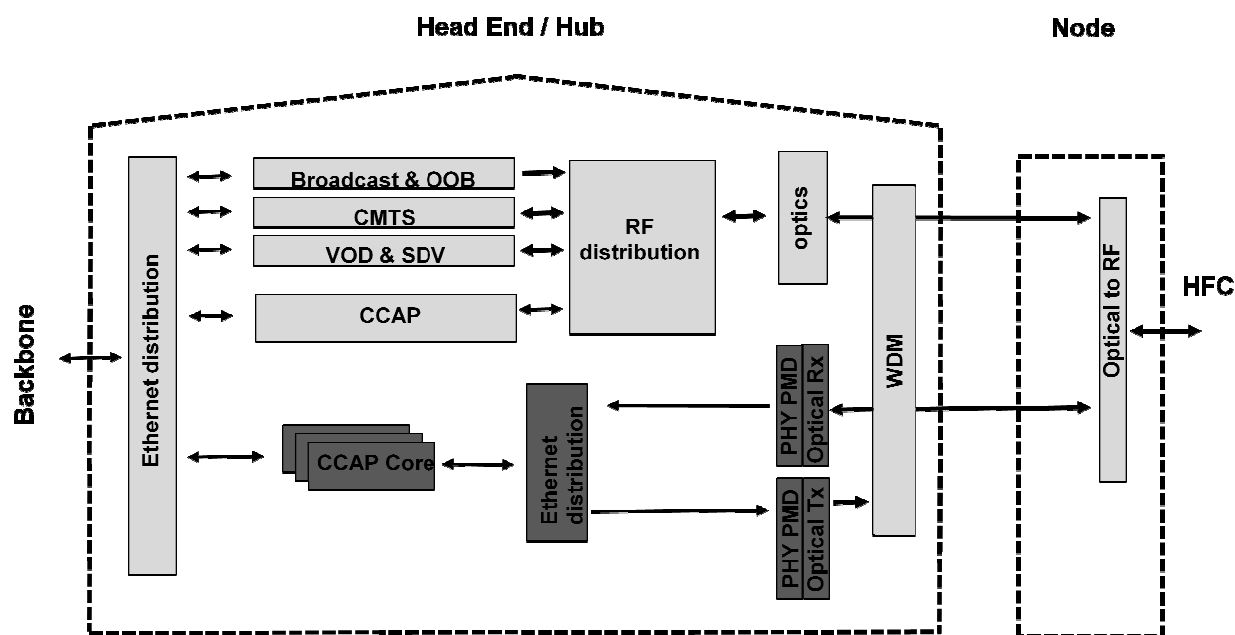 Head End / Hub
Node
Backbone
Ethernet distribution
Broadcast & OOB
CMTS
VOD & SDV
CCAP
RF
distribution
optics
WDM
Optical to RF
HFC
CCAP Core
Ethernet
distribution
PHY PMD
Optical Rx
PHY PMD
Optical Tx